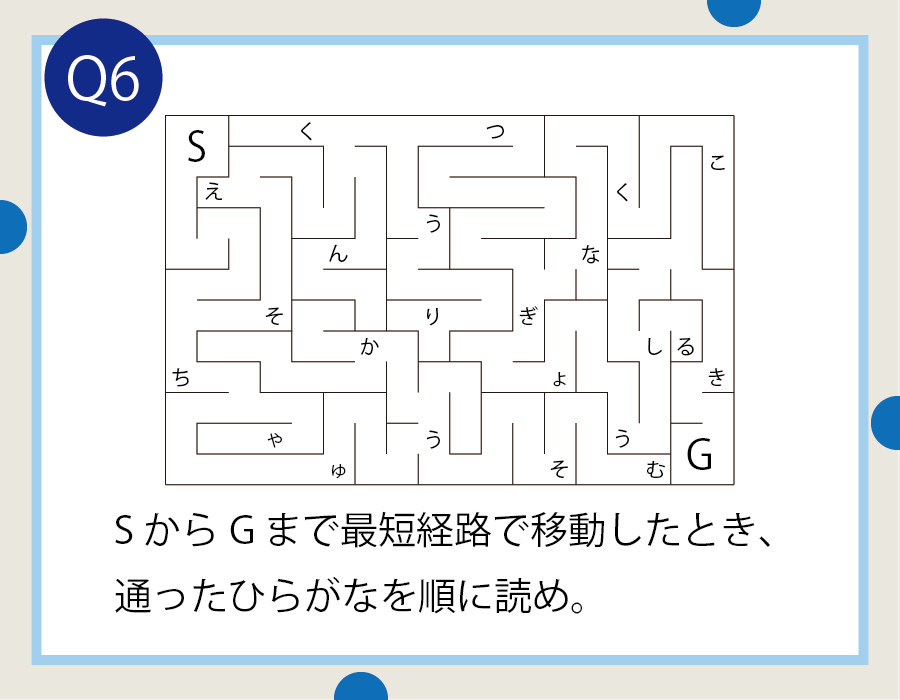 Q6
S く つ
こ
え く
う
ん な
そ り ぎ
か し る
ち ょ き
ゃ う う G
ゅ そ む
S から G まで最短経路で移動したとき、
通ったひらがなを順に読め。